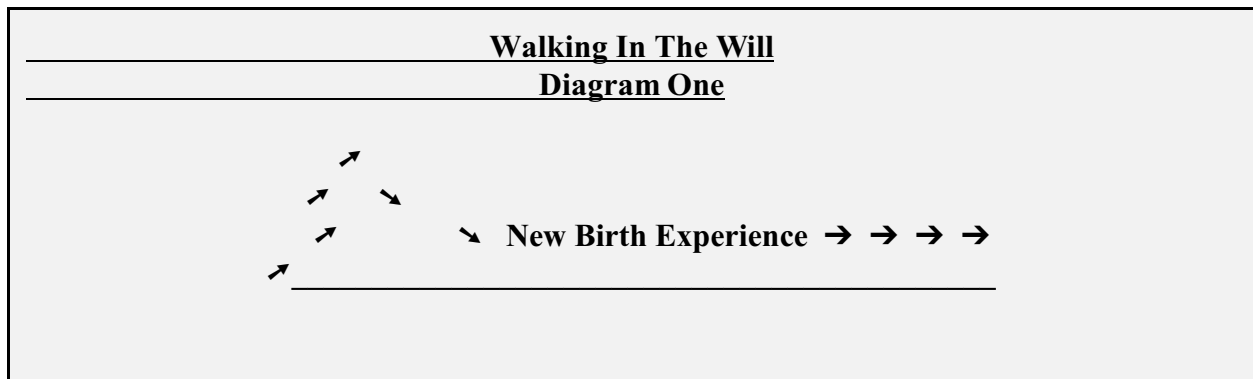 Walking In The Will
Diagram One
New Birth Experience ➔ ➔ ➔ ➔